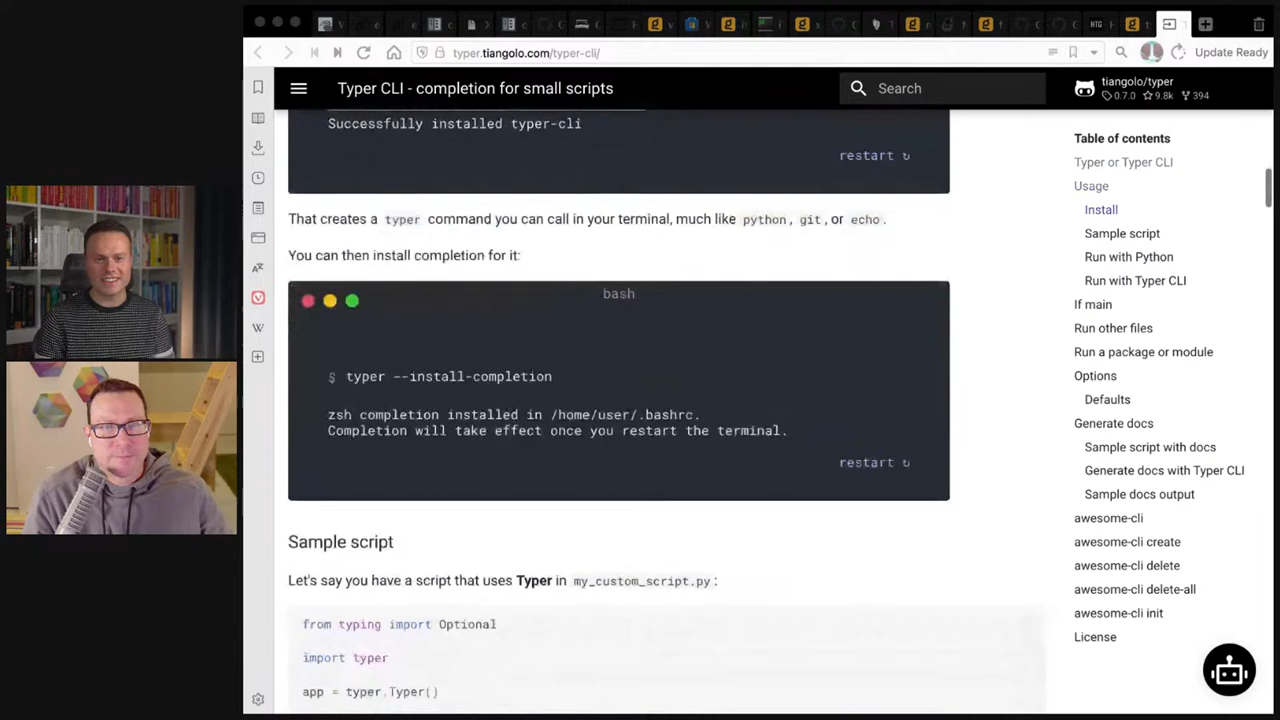 typer.tiangolo.com/typer-cli/
Update Ready
Typer CLI - completion for small scripts
Search
tiangolo/typer
0.7.0 9.8k 394
Successfully installed typer-cli
restart ↻
That creates a typer command you can call in your terminal, much like python, git, or echo.
You can then install completion for it:
bash
$ typer --install-completion
zsh completion installed in /home/user/.bashrc.
Completion will take effect once you restart the terminal.
restart ↻
Sample script
Let's say you have a script that uses Typer in my_custom_script.py:
from typing import Optional
import typer
app = typer.Typer()
Table of contents
Typer or Typer CLI
Usage
Install
Sample script
Run with Python
Run with Typer CLI
If main
Run other files
Run a package or module
Options
Defaults
Generate docs
Sample script with docs
Generate docs with Typer CLI
Sample docs output
awesome-cli
awesome-cli create
awesome-cli delete
awesome-cli delete-all
awesome-cli init
License